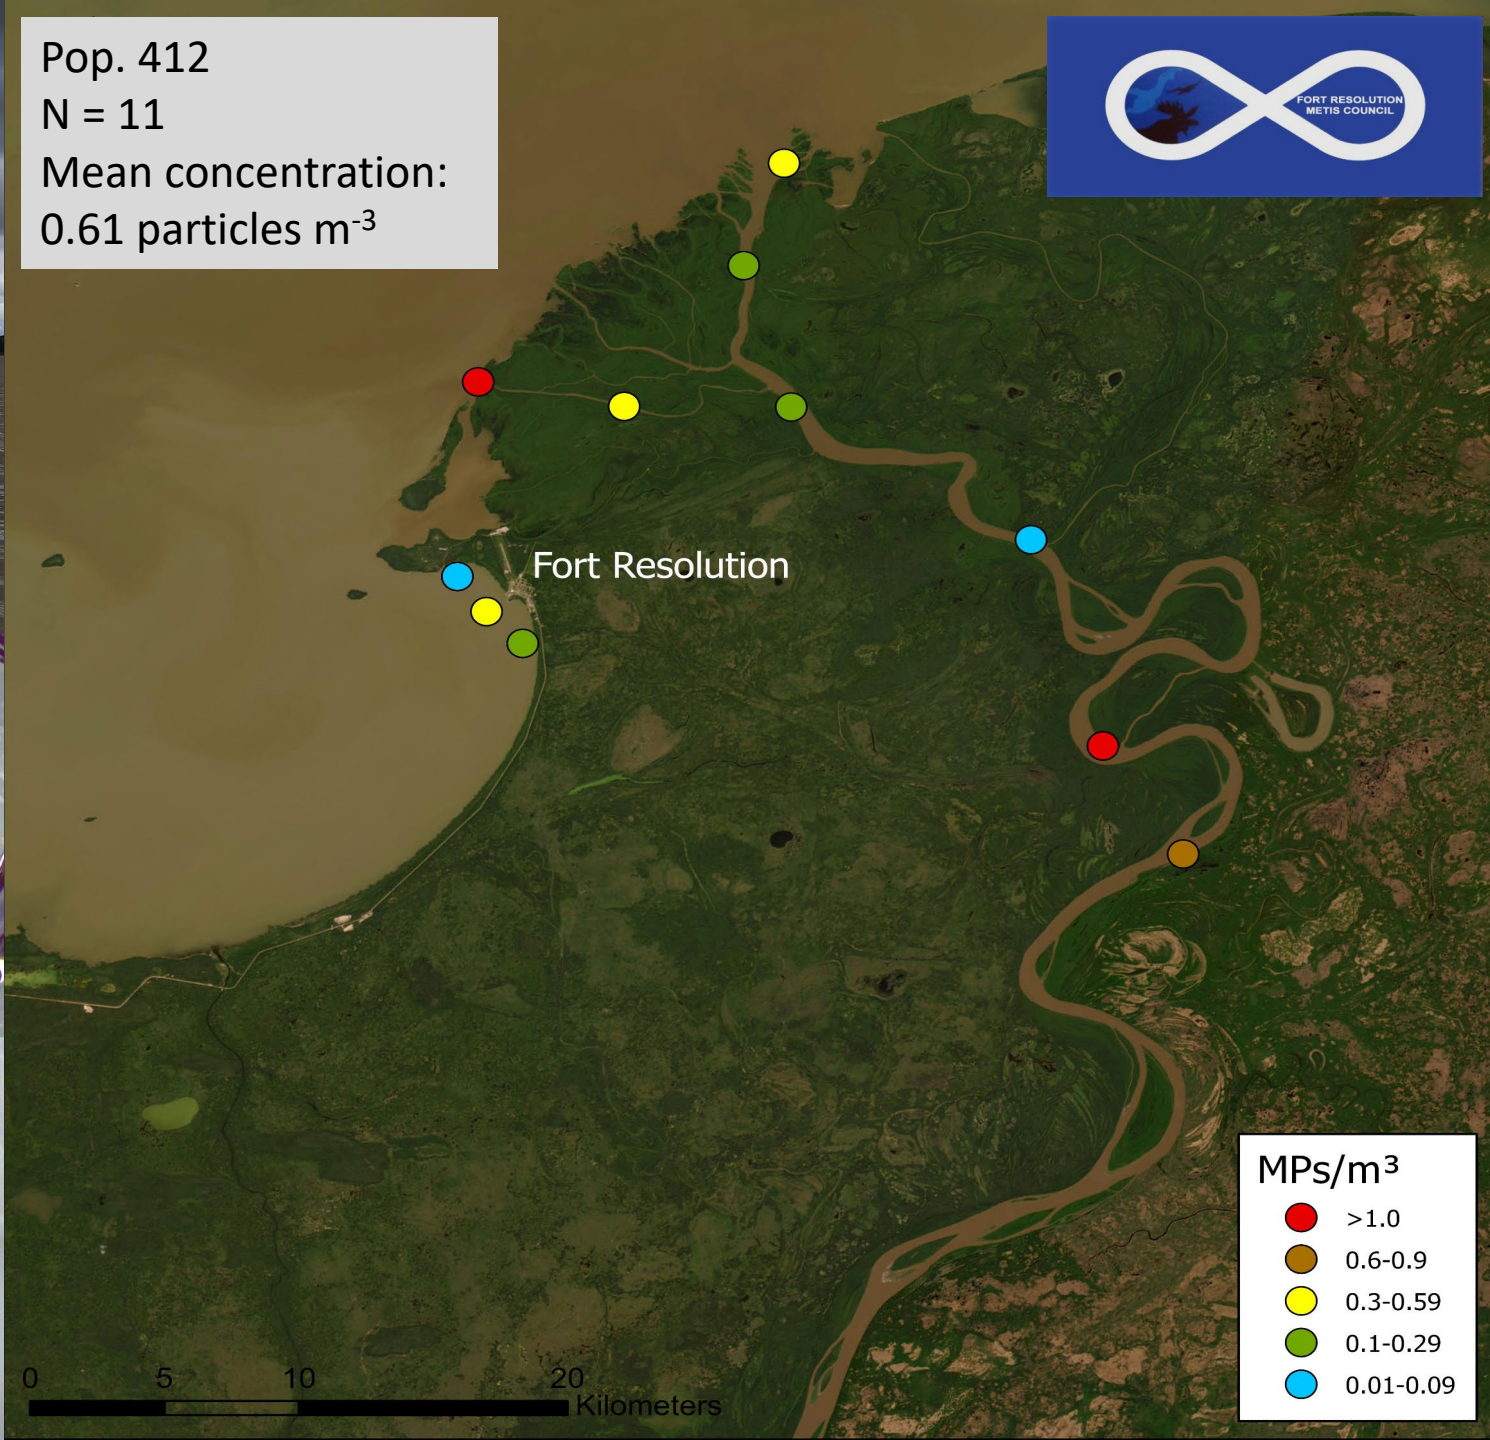 Pop. 412
N = 11
Mean concentration:
0.61 particles m⁻³
FORT RESOLUTION
METIS COUNCIL
Fort Resolution
MPs/m³
>1.0
0.6-0.9
0.3-0.59
0.1-0.29
0.01-0.09
0 5 10 20
Kilometers